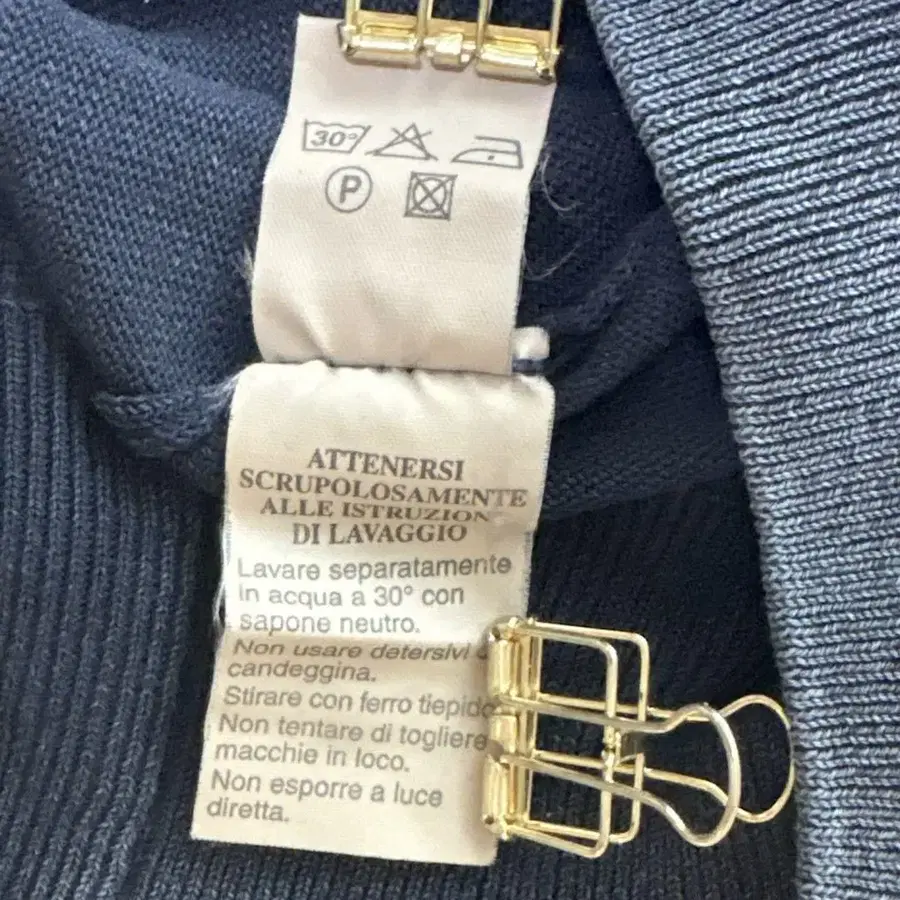 30°
P
ATTENERSI
SCRUPOLOSAMENTE
ALLE ISTRUZION
DI LAVAGGIO
Lavare separatamente
in acqua a 30° con
sapone neutro.
Non usare detersivi
candeggina.
Stirare con ferro tiepido
Non tentare di togliere
macchie in loco.
Non esporre a luce
diretta.